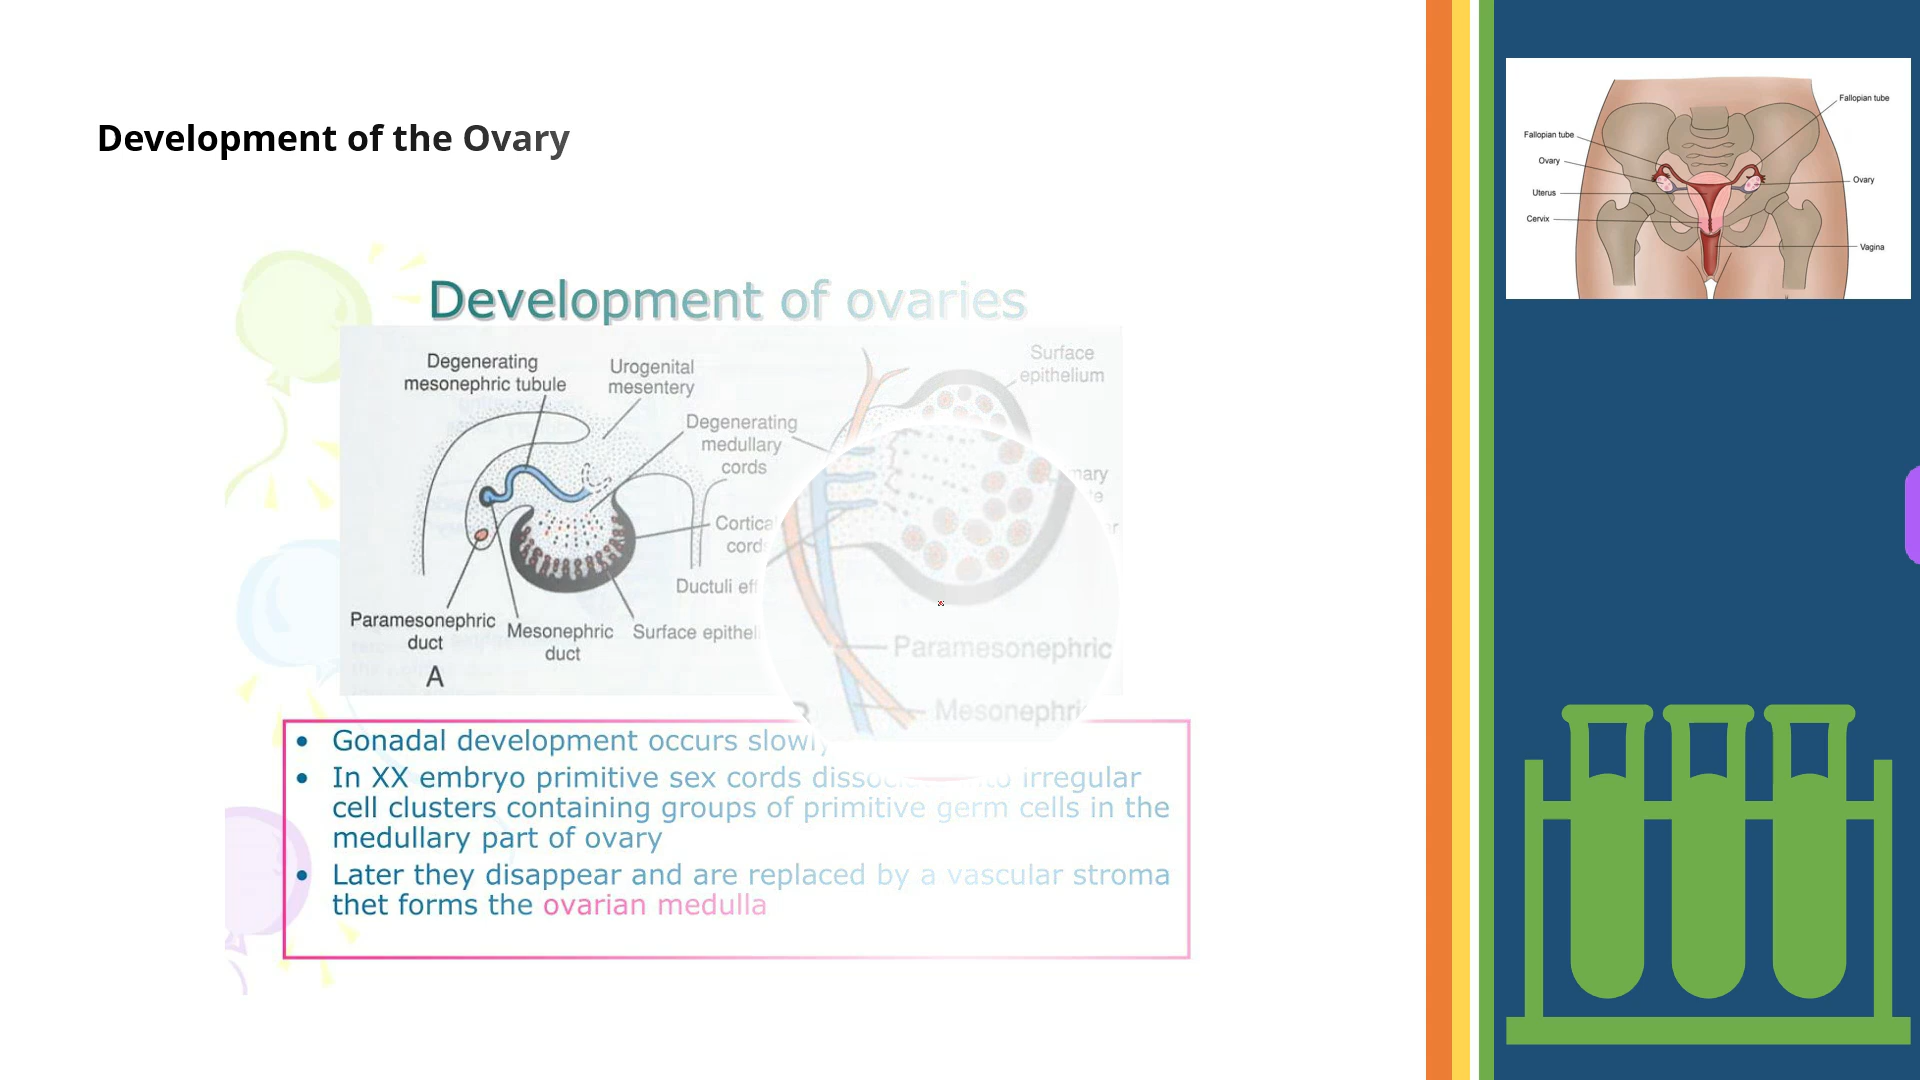 Development of the Ovary
Development of ovaries
Degenerating
mesonephric tubule
Urogenital
mesentery
Degenerating
medullary
cords
Surface
epithelium
Paramesonephric
duct
Mesonephric
duct
Surface
A
Ductuli
Paramesonephric
Gonadal development occurs
• In XX embryo primitive sex cords irregular
cell clusters containing groups of primitive germ cells in the
medullary part of ovary
• Later they disappear and are replaced by a vascular stroma
thet forms the ovarian medulla
Fallopian tube
Fallopian tube
Ovary
Ovary
Uterus
Cervix
Vagina